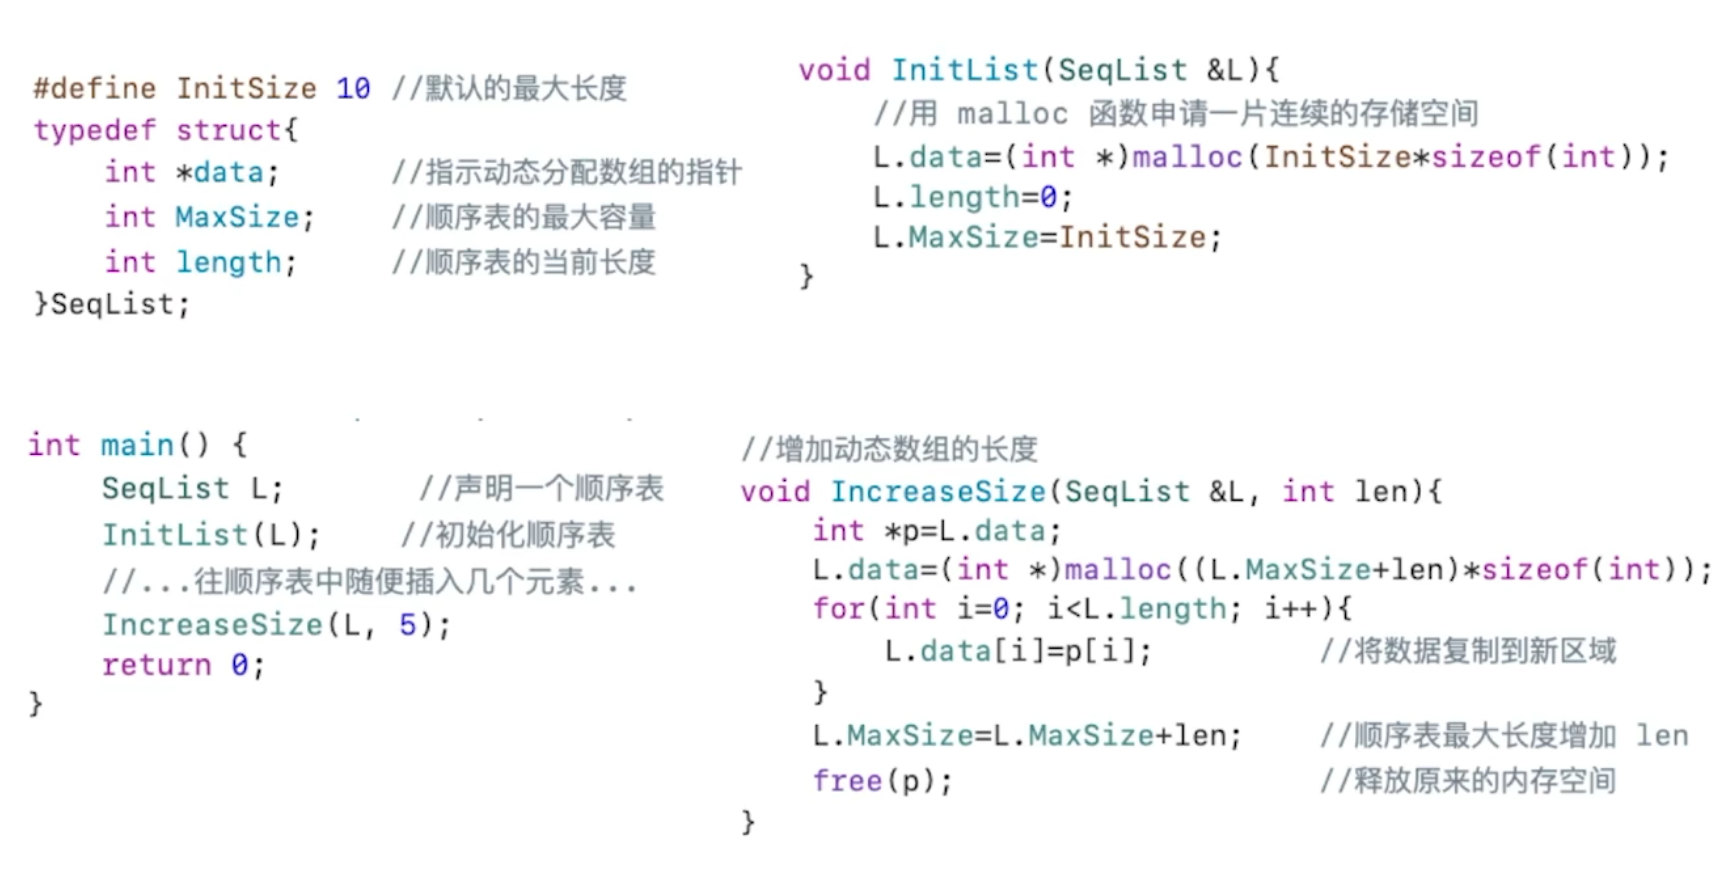 #define InitSize 10 //默认的最大长度
typedef struct{
    int *data;      //指示动态分配数组的指针
    int MaxSize;    //顺序表的最大容量
    int length;     //顺序表的当前长度
}SeqList;
void InitList(SeqList &L){
    //用 malloc 函数申请一片连续的存储空间
    L.data=(int *)malloc(InitSize*sizeof(int));
    L.length=0;
    L.MaxSize=InitSize;
}
int main() {
    SeqList L;       //声明一个顺序表
    InitList(L);    //初始化顺序表
    //...往顺序表中随便插入几个元素...
    IncreaseSize(L, 5);
    return 0;
}
//增加动态数组的长度
void IncreaseSize(SeqList &L, int len){
    int *p=L.data;
    L.data=(int *)malloc((L.MaxSize+len)*sizeof(int));
    for(int i=0; i<L.length; i++){
        L.data[i]=p[i];         //将数据复制到新区域
    }
    L.MaxSize=L.MaxSize+len;    //顺序表最大长度增加 len
    free(p);                    //释放原来的内存空间
}